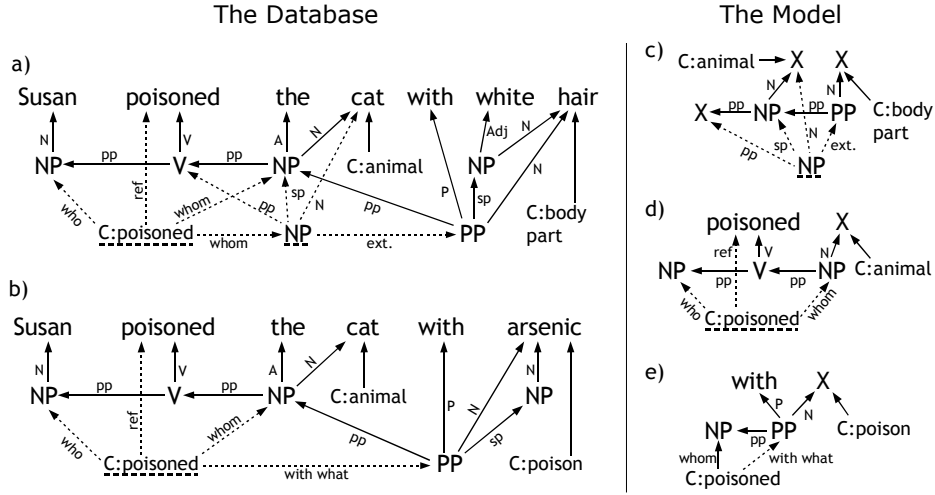 The Database
The Model
a)
Susan poisoned the cat with white hair
N V A N Adj N
C:animal
NP pp V pp NP NP
who ref whom pp sp N pp P sp N
C:poisoned whom NP ext. PP
C:body
part
b)
Susan poisoned the cat with arsenic
N V A N N
C:animal
NP pp V pp NP NP
who ref whom pp P N sp
C:poisoned with what PP C:poison
c)
C:animal X X
N N
X pp NP pp PP
C:body
part
pp sp N ext.
NP
d)
poisoned X
ref V N
NP pp V pp NP C:animal
who whom
C:poisoned
e)
with X
P N
NP pp PP C:poison
whom with what
C:poisoned